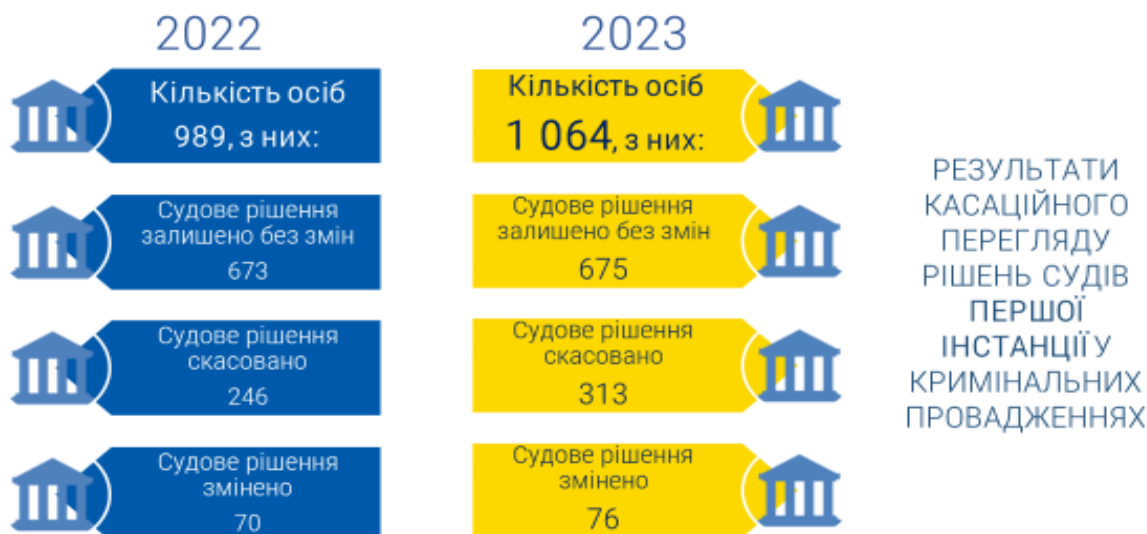 2022
Кількість осіб
989, з них:
Судове рішення
залишено без змін
673
Судове рішення
скасовано
246
Судове рішення
змінено
70
2023
Кількість осіб
1 064, з них:
Судове рішення
залишено без змін
675
Судове рішення
скасовано
313
Судове рішення
змінено
76
РЕЗУЛЬТАТИ
КАСАЦІЙНОГО
ПЕРЕГЛЯДУ
РІШЕНЬ СУДІВ
ПЕРШОЇ
ІНСТАНЦІЇ У
КРИМІНАЛЬНИХ
ПРОВАДЖЕННЯХ